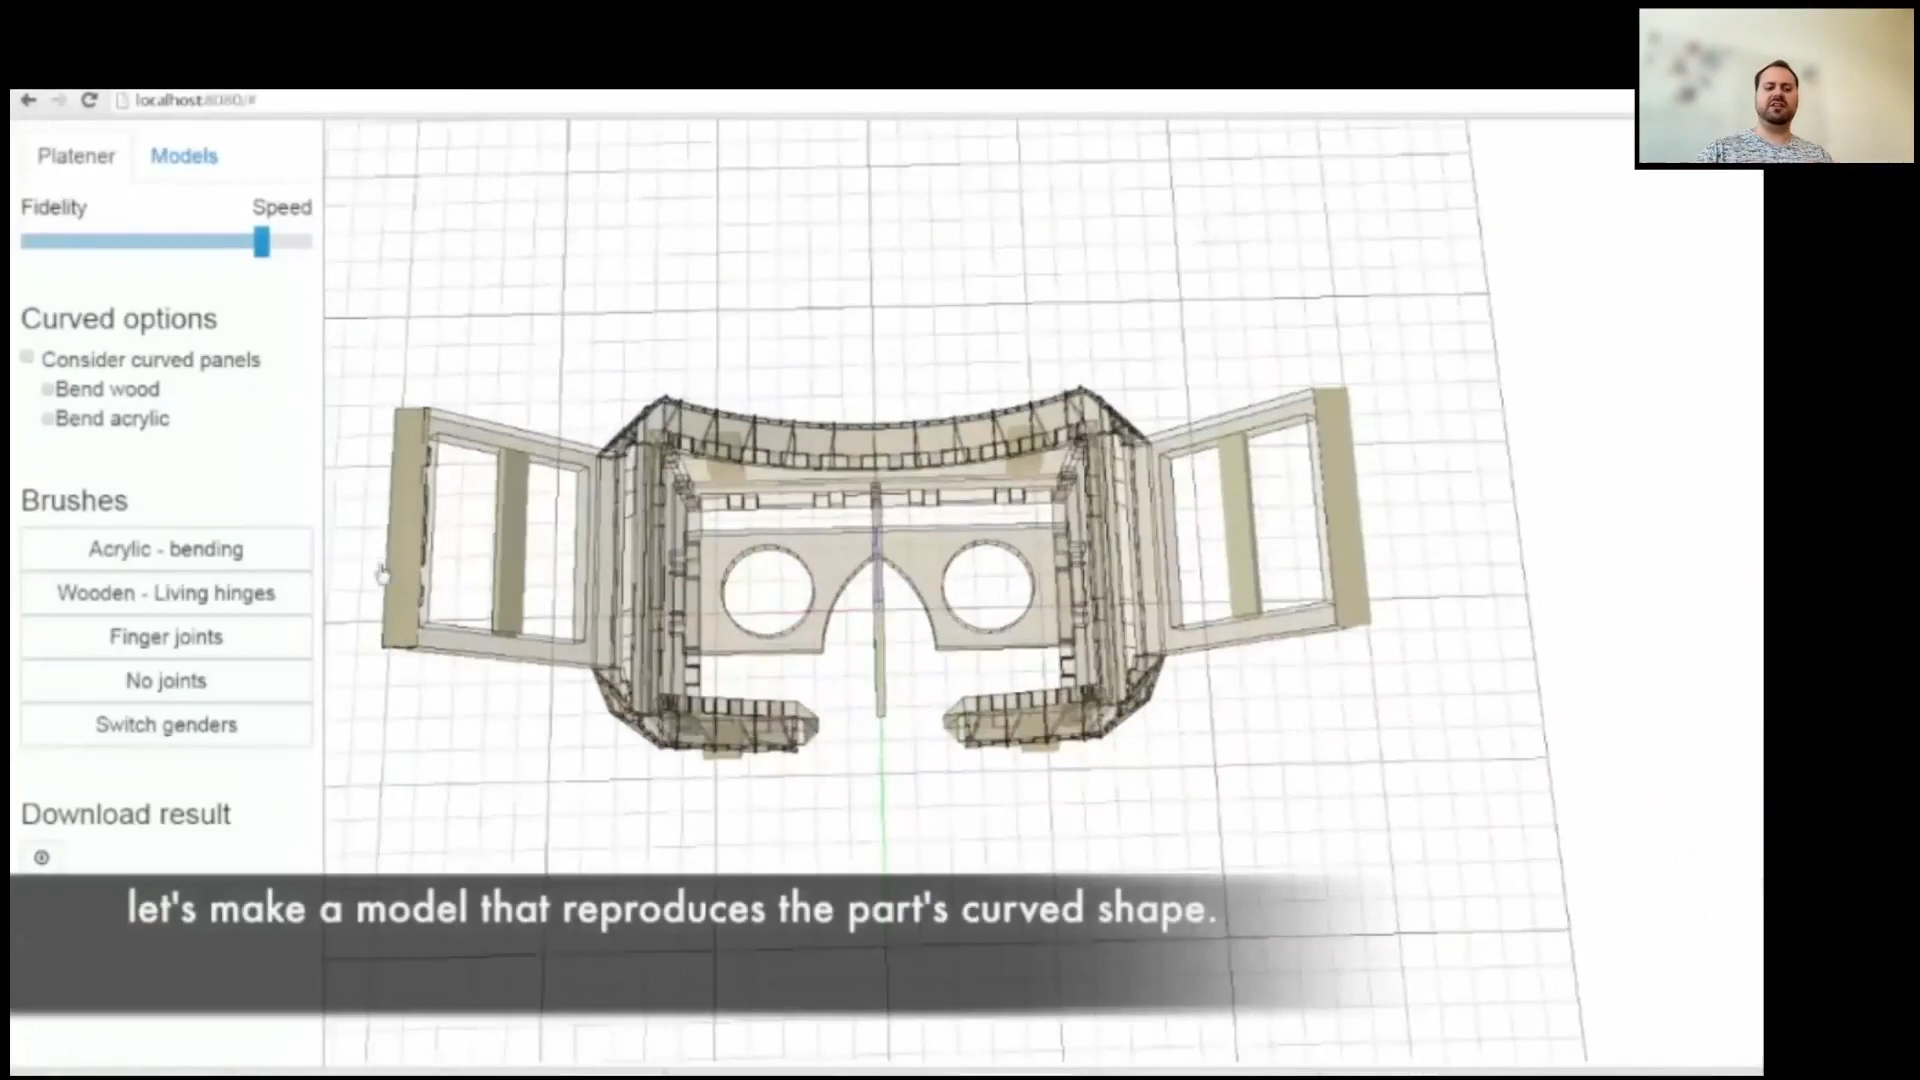 localhost:8080/#
Platener Models
Fidelity Speed
Curved options
Consider curved panels
Bend wood
Bend acrylic
Brushes
Acrylic - bending
Wooden - Living hinges
Finger joints
No joints
Switch genders
Download result
let's make a model that reproduces the part's curved shape.